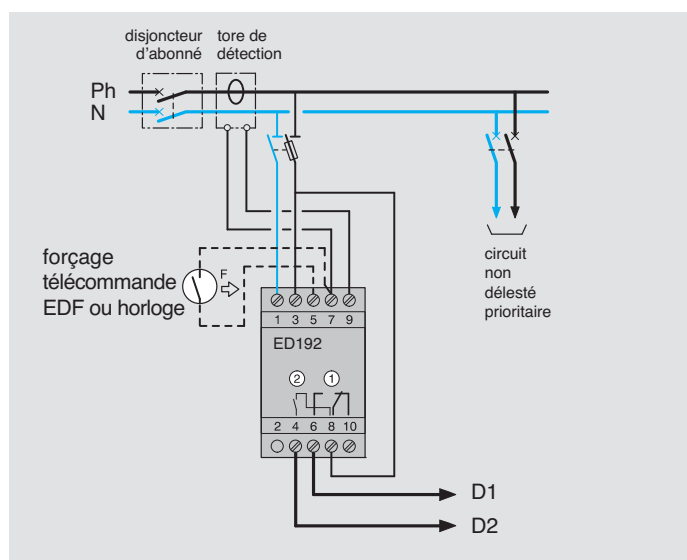 disjoncteur
d'abonné
tore de
détection
Ph
N
forçage
télécommande
EDF ou horloge
F
circuit
non
délesté
prioritaire
1 3 5 7 9
ED192
2 1
2 4 6 8 10
D1
D2